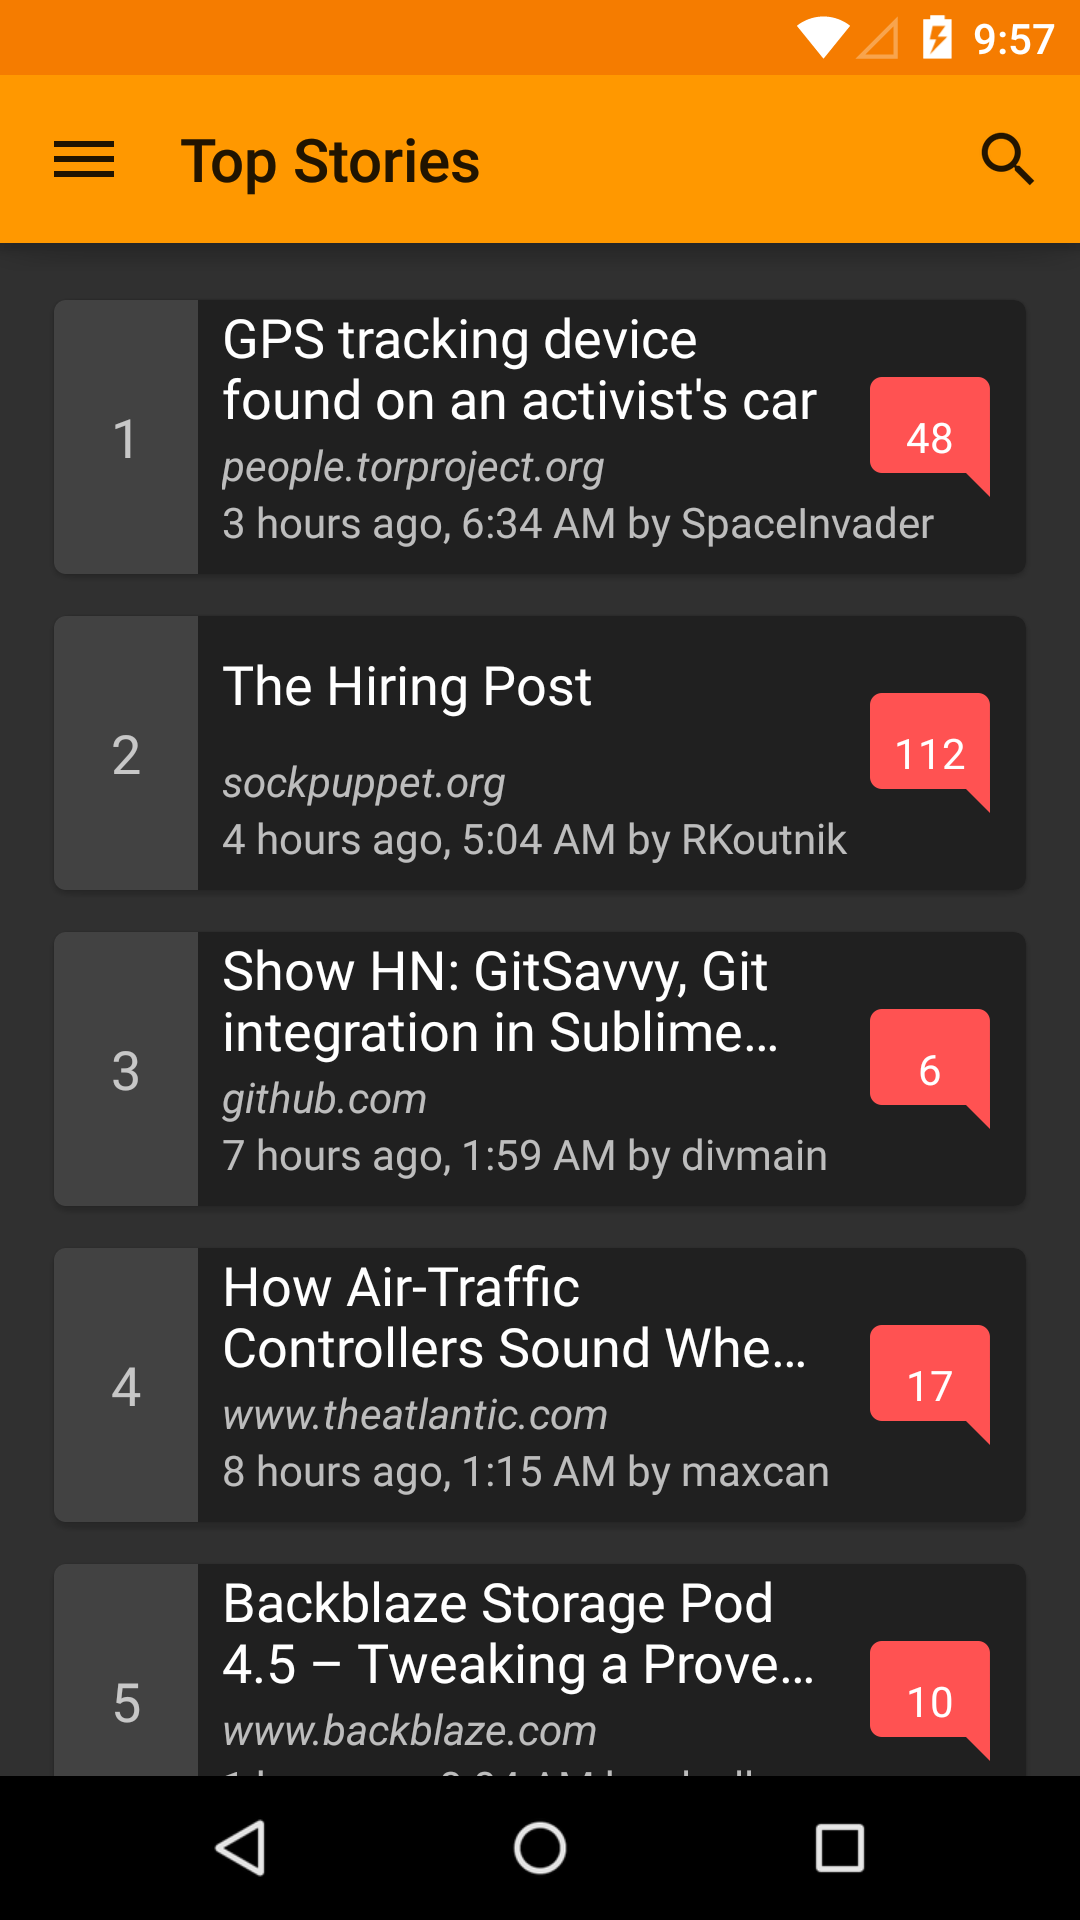 9:57
Top Stories
1
GPS tracking device
found on an activist's car
people.torproject.org
3 hours ago, 6:34 AM by SpaceInvader
48
2
The Hiring Post
sockpuppet.org
4 hours ago, 5:04 AM by RKoutnik
112
3
Show HN: GitSavvy, Git
integration in Sublime...
github.com
7 hours ago, 1:59 AM by divmain
6
4
How Air-Traffic
Controllers Sound Whe...
www.theatlantic.com
8 hours ago, 1:15 AM by maxcan
17
5
Backblaze Storage Pod
4.5 – Tweaking a Prove...
www.backblaze.com
10